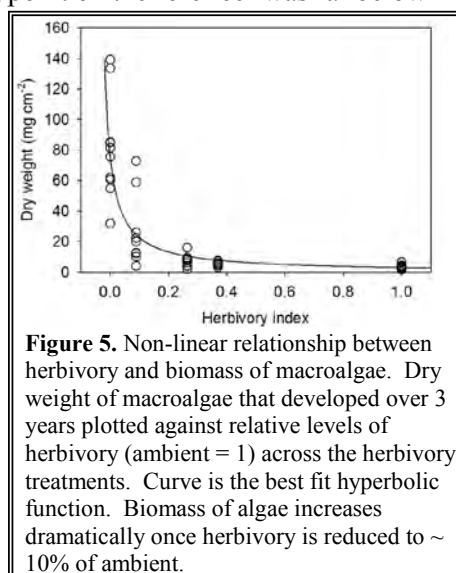 160
140
120
100
80
60
40
20
0
Dry weight (mg cm-2)
0.0 0.2 0.4 0.6 0.8 1.0
Herbivory index
Figure 5. Non-linear relationship between
herbivory and biomass of macroalgae. Dry
weight of macroalgae that developed over 3
years plotted against relative levels of
herbivory (ambient = 1) across the herbivory
treatments. Curve is the best fit hyperbolic
function. Biomass of algae increases
dramatically once herbivory is reduced to ~
10% of ambient.